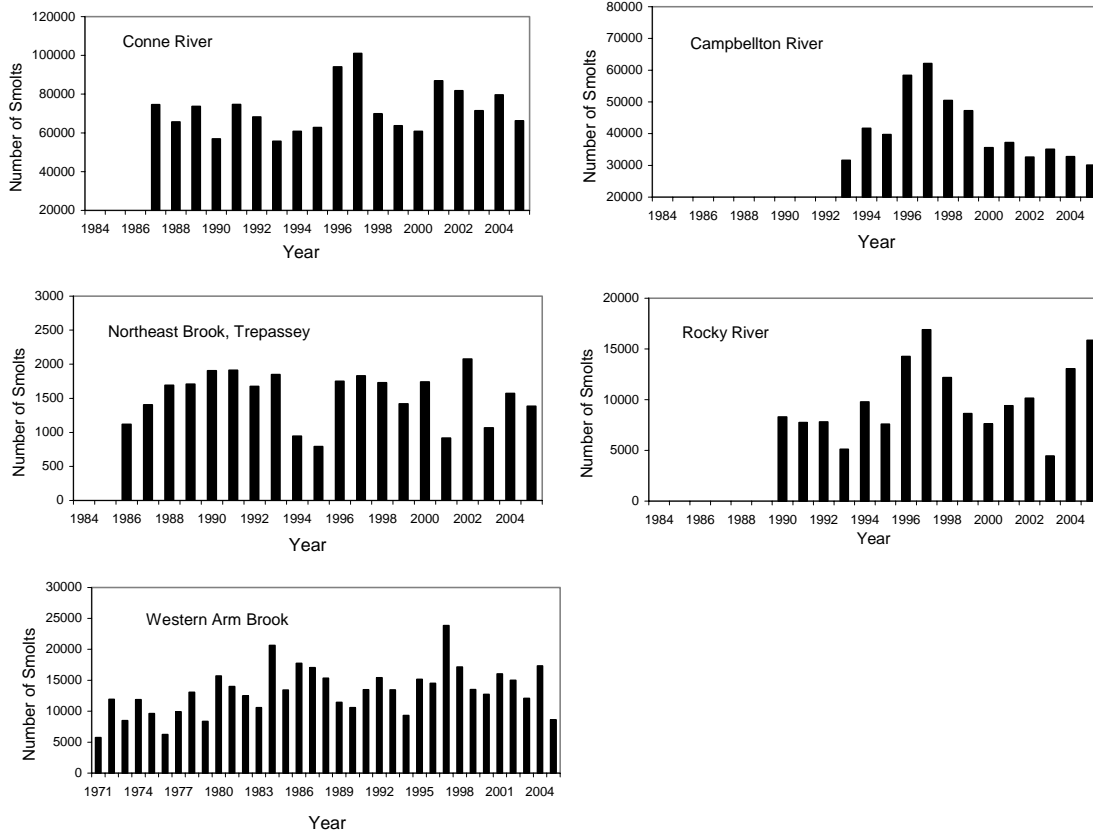 Conne River
Number of Smolts
120000
100000
80000
60000
40000
20000
1984 1986 1988 1990 1992 1994 1996 1998 2000 2002 2004
Year
Campbellton River
Number of Smolts
80000
70000
60000
50000
40000
30000
20000
1984 1986 1988 1990 1992 1994 1996 1998 2000 2002 2004
Year
Northeast Brook, Trepassey
Number of Smolts
3000
2500
2000
1500
1000
500
0
1984 1986 1988 1990 1992 1994 1996 1998 2000 2002 2004
Year
Rocky River
Number of Smolts
20000
15000
10000
5000
0
1984 1986 1988 1990 1992 1994 1996 1998 2000 2002 2004
Year
Western Arm Brook
Number of Smolts
30000
25000
20000
15000
10000
5000
0
1971 1974 1977 1980 1983 1986 1989 1992 1995 1998 2001 2004
Year